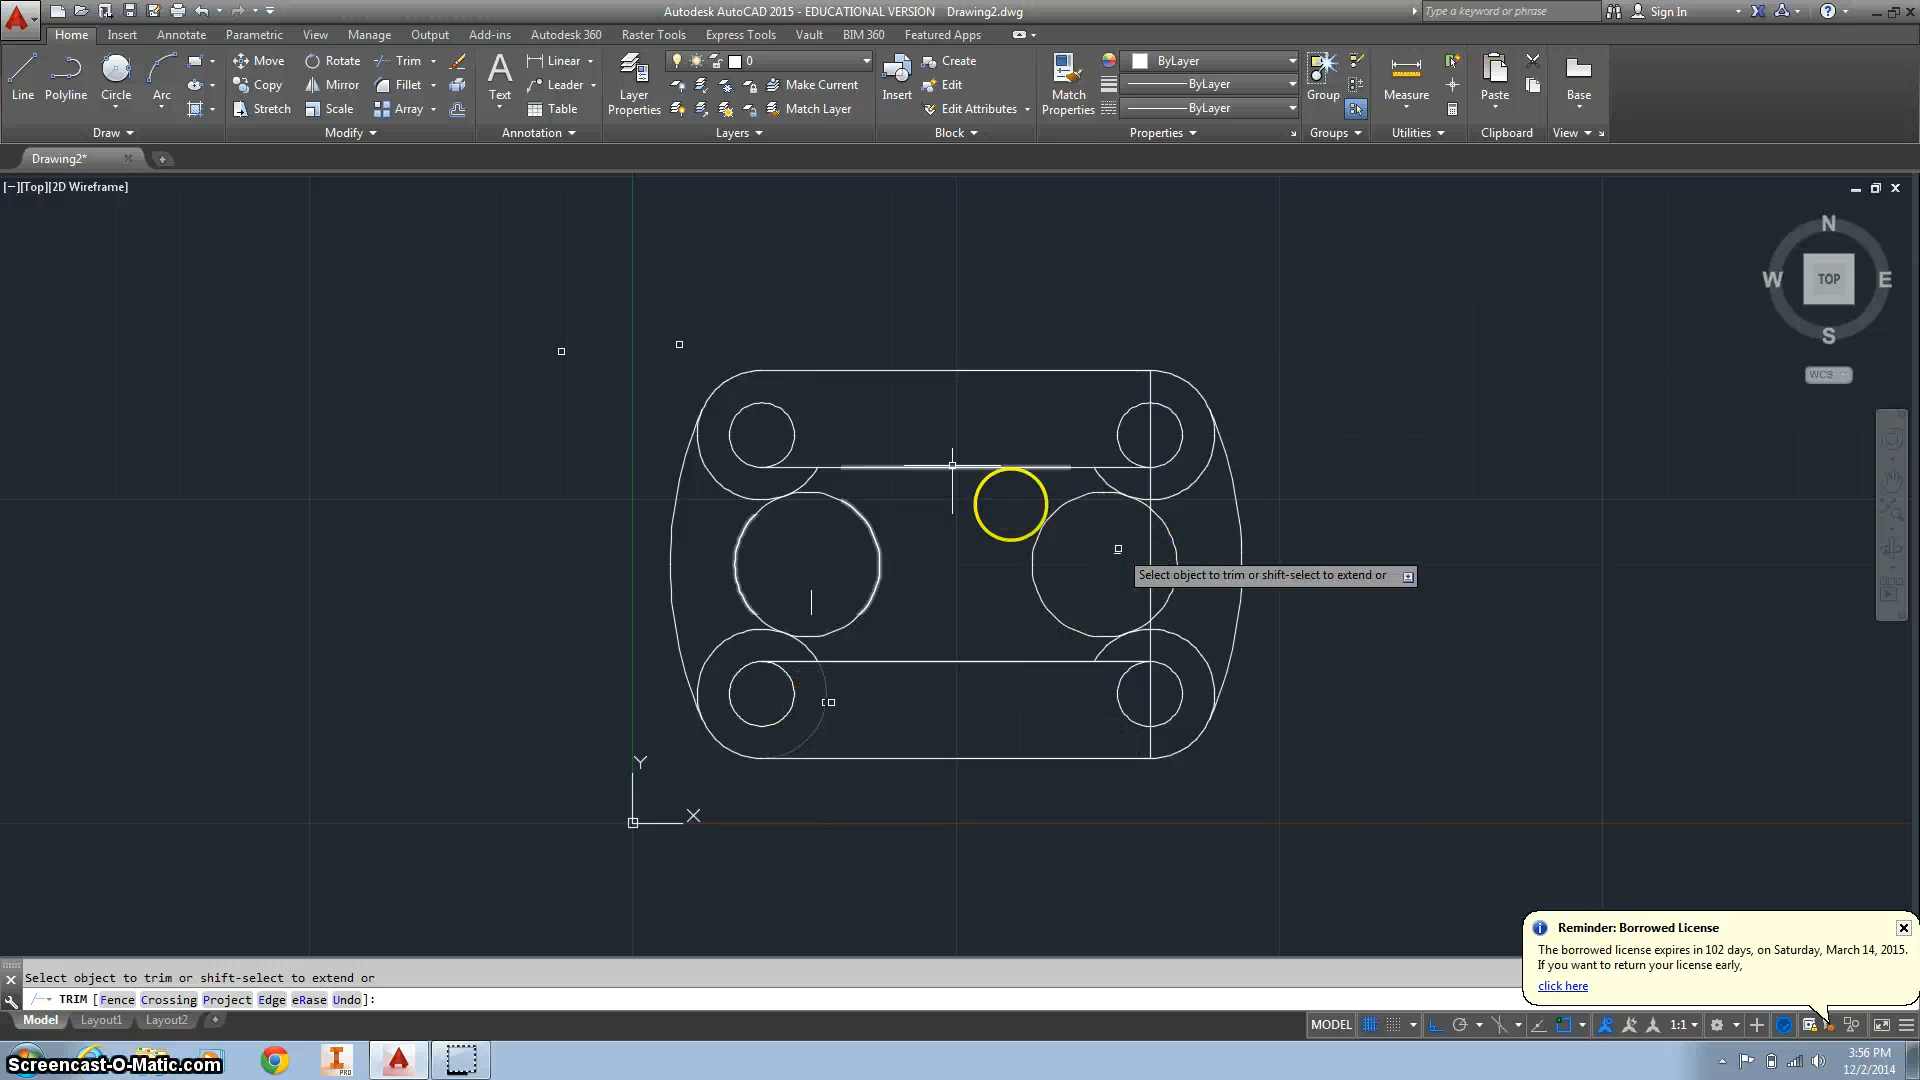 Autodesk AutoCAD 2015 - EDUCATIONAL VERSION Drawing2.dwg
Type a keyword or phrase
Sign In
Home Insert Annotate Parametric View Manage Output Add-ins Autodesk 360 Raster Tools Express Tools Vault BIM 360 Featured Apps
Line Polyline Circle Arc
Draw
Move Rotate Trim
Copy Mirror Fillet
Stretch Scale Array
Modify
Text
Linear
Leader
Table
Annotation
Layer
Properties
0
Make Current
Match Layer
Layers
Insert
Create
Edit
Edit Attributes
Block
Match
Properties
ByLayer
ByLayer
ByLayer
Properties
Group
Groups
Measure
Utilities
Paste
Clipboard
Base
View
Drawing2*
[−][Top][2D Wireframe]
N
W TOP E
S
WCS
Select object to trim or shift-select to extend or
Y
X
Reminder: Borrowed License
The borrowed license expires in 102 days, on Saturday, March 14, 2015.
If you want to return your license early,
click here
Select object to trim or shift-select to extend or
TRIM [Fence Crossing Project Edge eRase Undo]:
Model Layout1 Layout2
MODEL 1:1
PRO
Screencast-O-Matic.com
3:56 PM
12/2/2014